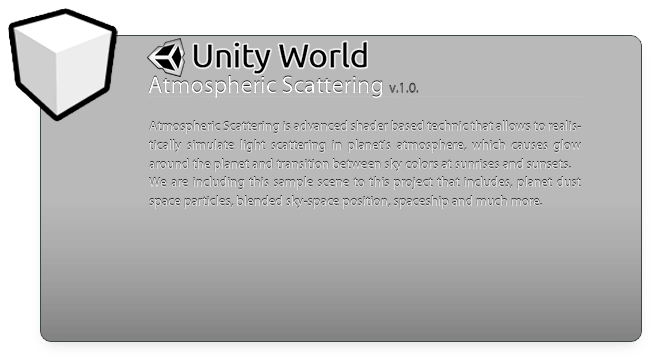 Unity World
Atmospheric Scattering v.1.0.
Atmospheric Scattering is advanced shader based technic that allows to realis-
tically simulate light scattering in planet's atmosphere, which causes glow
around the planet and transition between sky colors at sunrises and sunsets.
We are including this sample scene to this project that includes, planet dust
space particles, blended sky-space position, spaceship and much more.